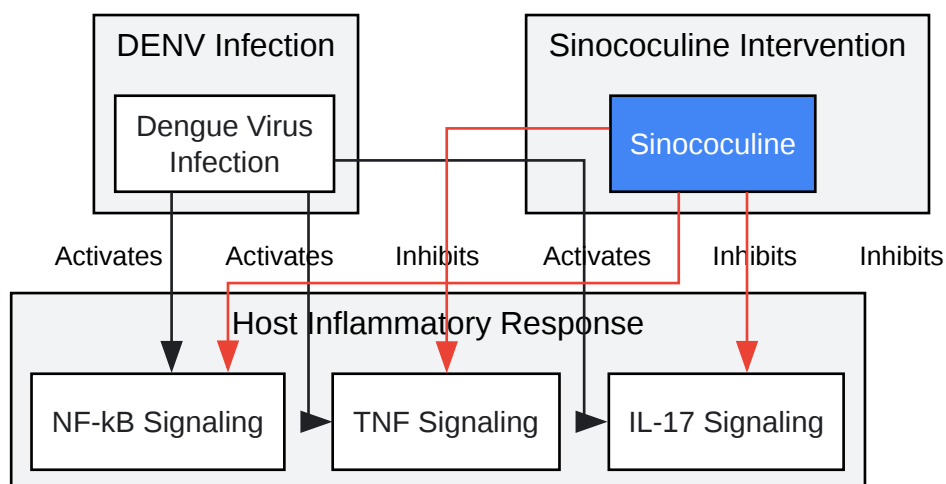 DENV Infection
Sinococuline Intervention
Dengue Virus
Infection
Sinococuline
Activates
Activates
Inhibits
Activates
Inhibits
Inhibits
Host Inflammatory Response
NF-kB Signaling
TNF Signaling
IL-17 Signaling